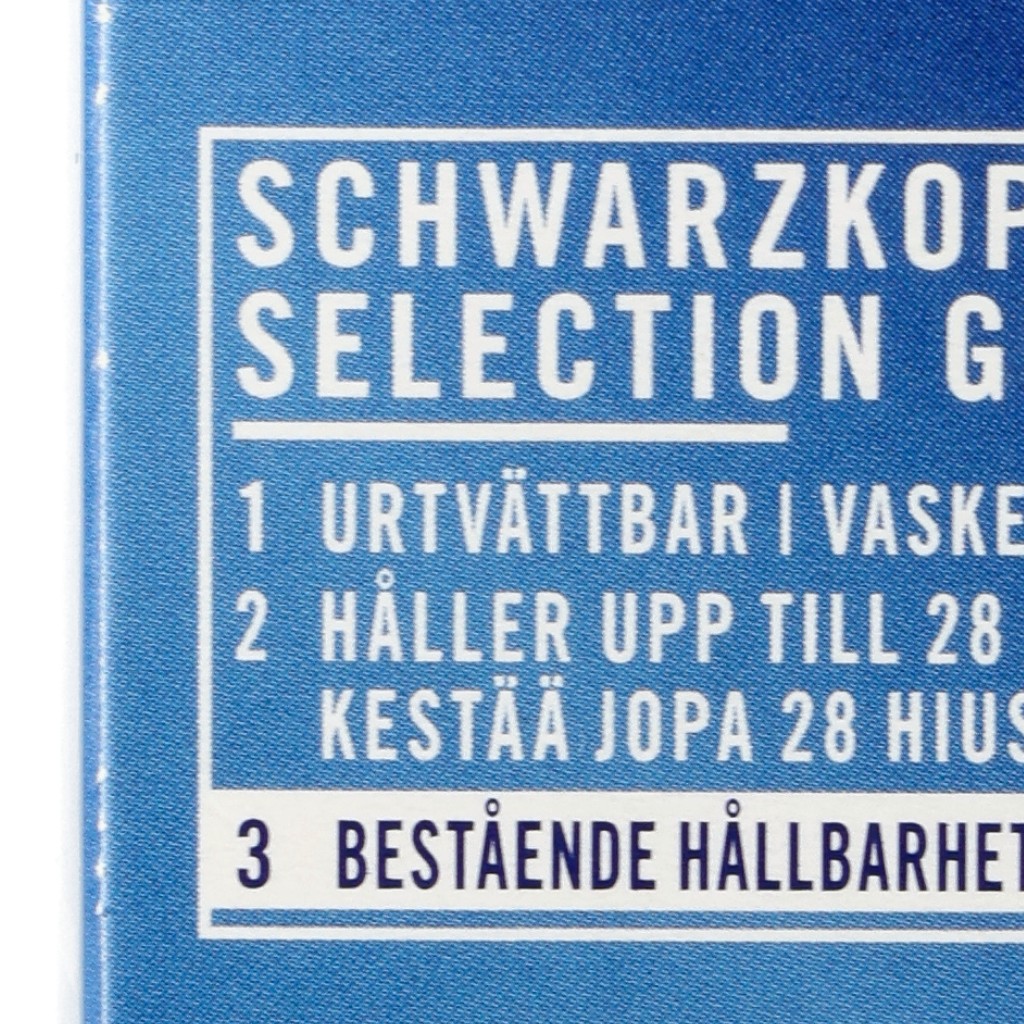 SCHWARZKOP
SELECTION G
1 URTVÄTTBAR I VASKE
2 HÅLLER UPP TILL 28
KESTÄÄ JOPA 28 HIUS
3 BESTÅENDE HÅLLBARHET